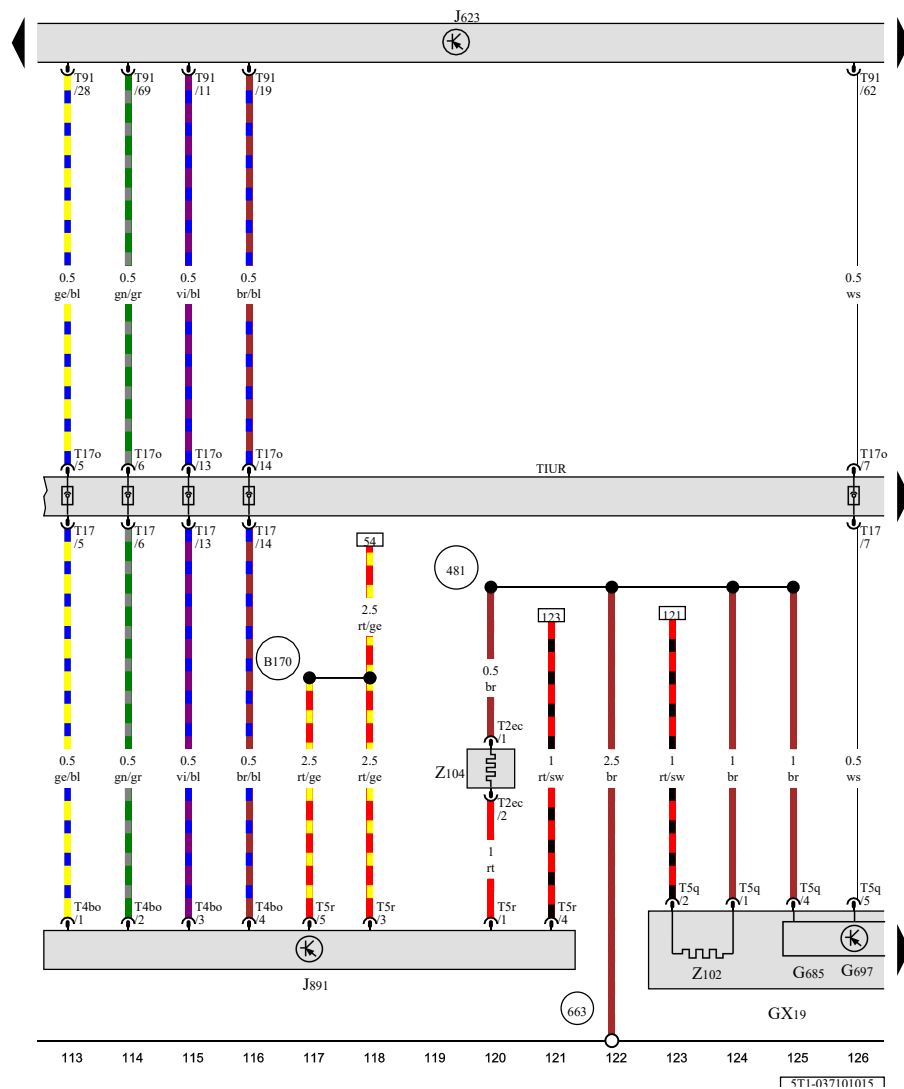 J623
T91 T91 T91 T91 T91
/28 /69 /11 /19 /62
0.5 0.5 0.5 0.5 0.5
ge/bl gn/gr vi/bl br/bl ws
T17o T17o T17o T17o TIUR T17o
/5 /6 /13 /14 /7
T17 T17 T17 T17 T17
/5 /6 /13 /14 /7
54
481
2.5
rt/ge
123 121
B170
0.5
br
T2ec
/1
0.5 0.5 0.5 0.5 2.5 2.5 Z104 1 2.5 1 1 1 0.5
ge/bl gn/gr vi/bl br/bl rt/ge rt/ge rt/sw br rt/sw br br ws
T2ec
/2
1
rt
T4bo T4bo T4bo T4bo T5r T5r T5r T5r T5q T5q T5q T5q
/1 /2 /3 /4 /5 /3 /1 /4 /2 /1 /4 /5
Z102 G685 G697
J891
663 GX19
113 114 115 116 117 118 119 120 121 122 123 124 125 126
5T1-037101015